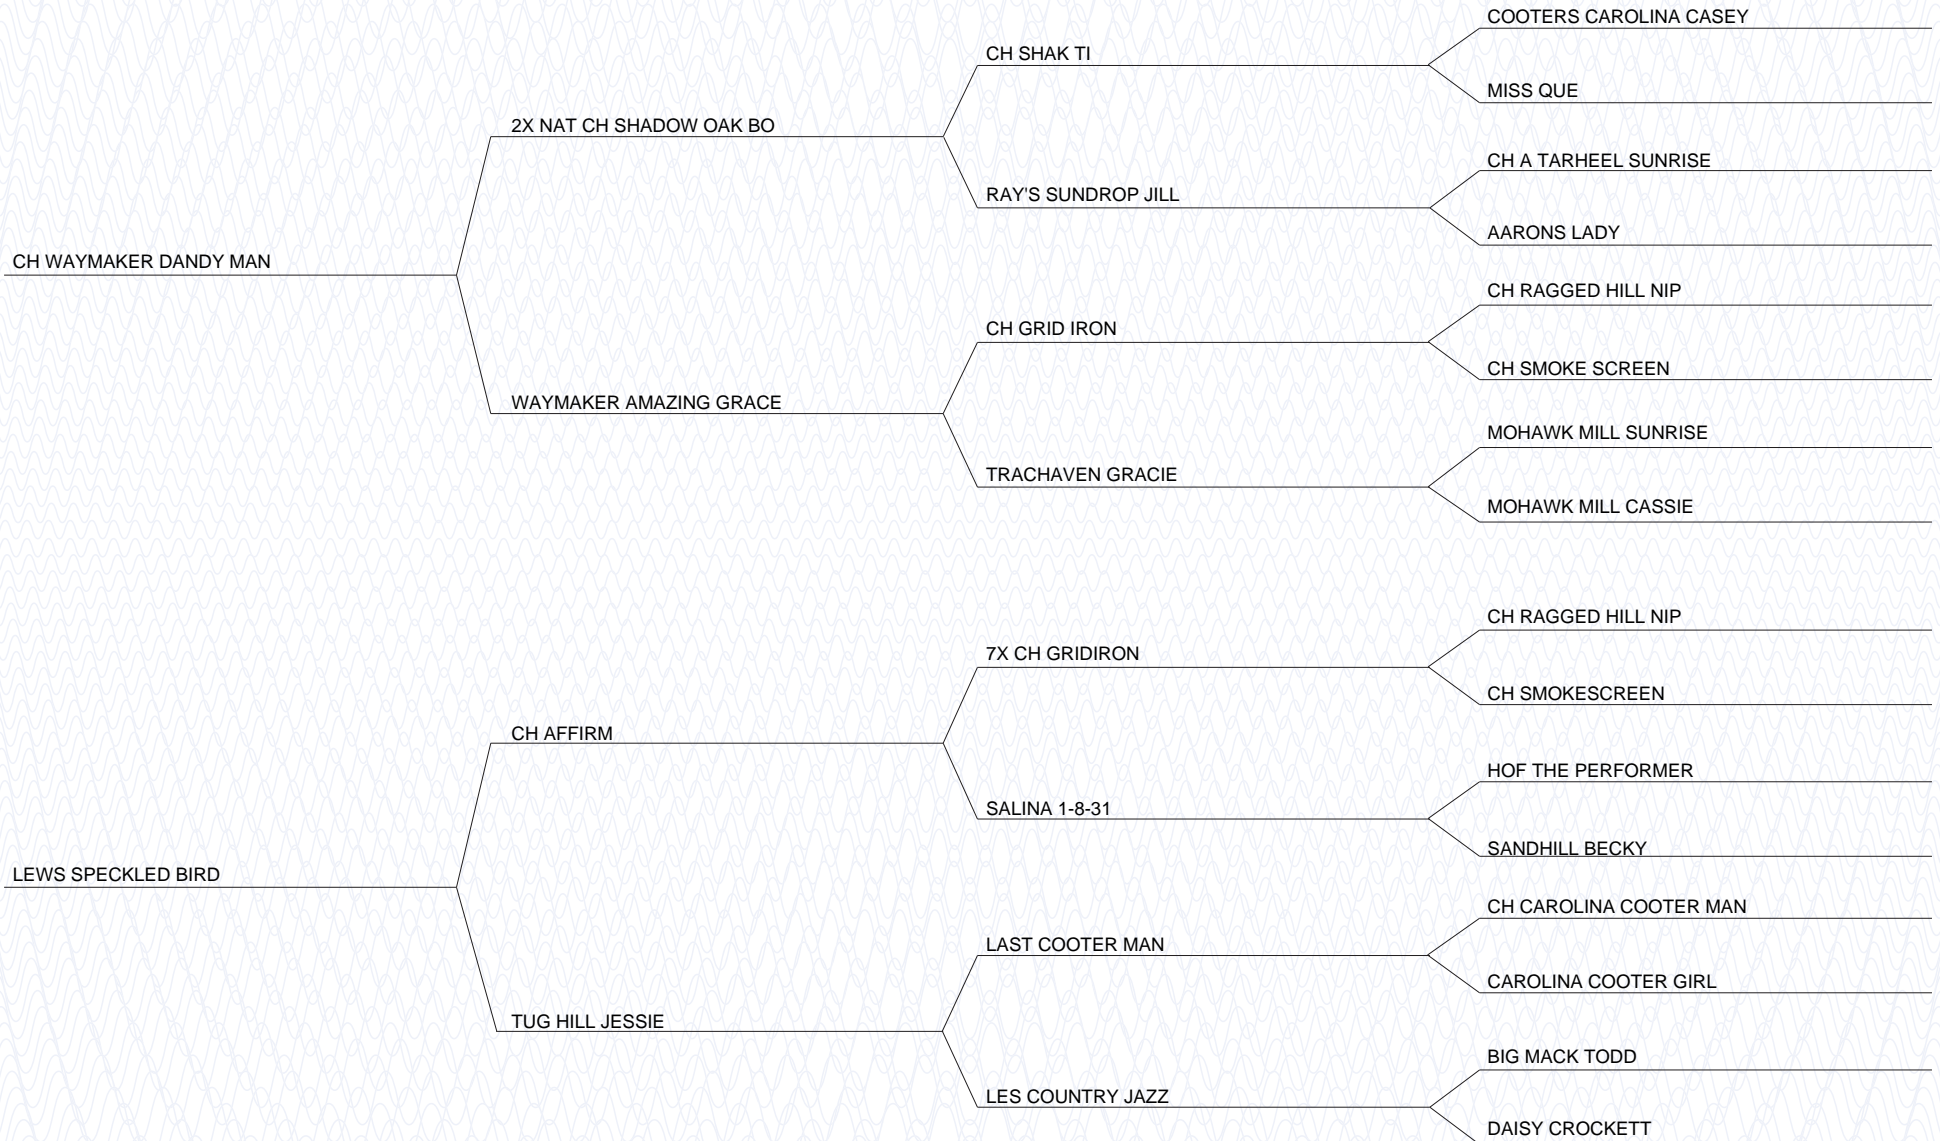 COOTERS CAROLINA CASEY
CH SHAK TI
MISS QUE
2X NAT CH SHADOW OAK BO
CH A TARHEEL SUNRISE
RAY'S SUNDROP JILL
AARONS LADY
CH WAYMAKER DANDY MAN
CH RAGGED HILL NIP
CH GRID IRON
CH SMOKE SCREEN
WAYMAKER AMAZING GRACE
MOHAWK MILL SUNRISE
TRACHAVEN GRACIE
MOHAWK MILL CASSIE
CH RAGGED HILL NIP
7X CH GRIDIRON
CH SMOKESCREEN
CH AFFIRM
HOF THE PERFORMER
SALINA 1-8-31
SANDHILL BECKY
LEWS SPECKLED BIRD
CH CAROLINA COOTER MAN
LAST COOTER MAN
CAROLINA COOTER GIRL
TUG HILL JESSIE
BIG MACK TODD
LES COUNTRY JAZZ
DAISY CROCKETT